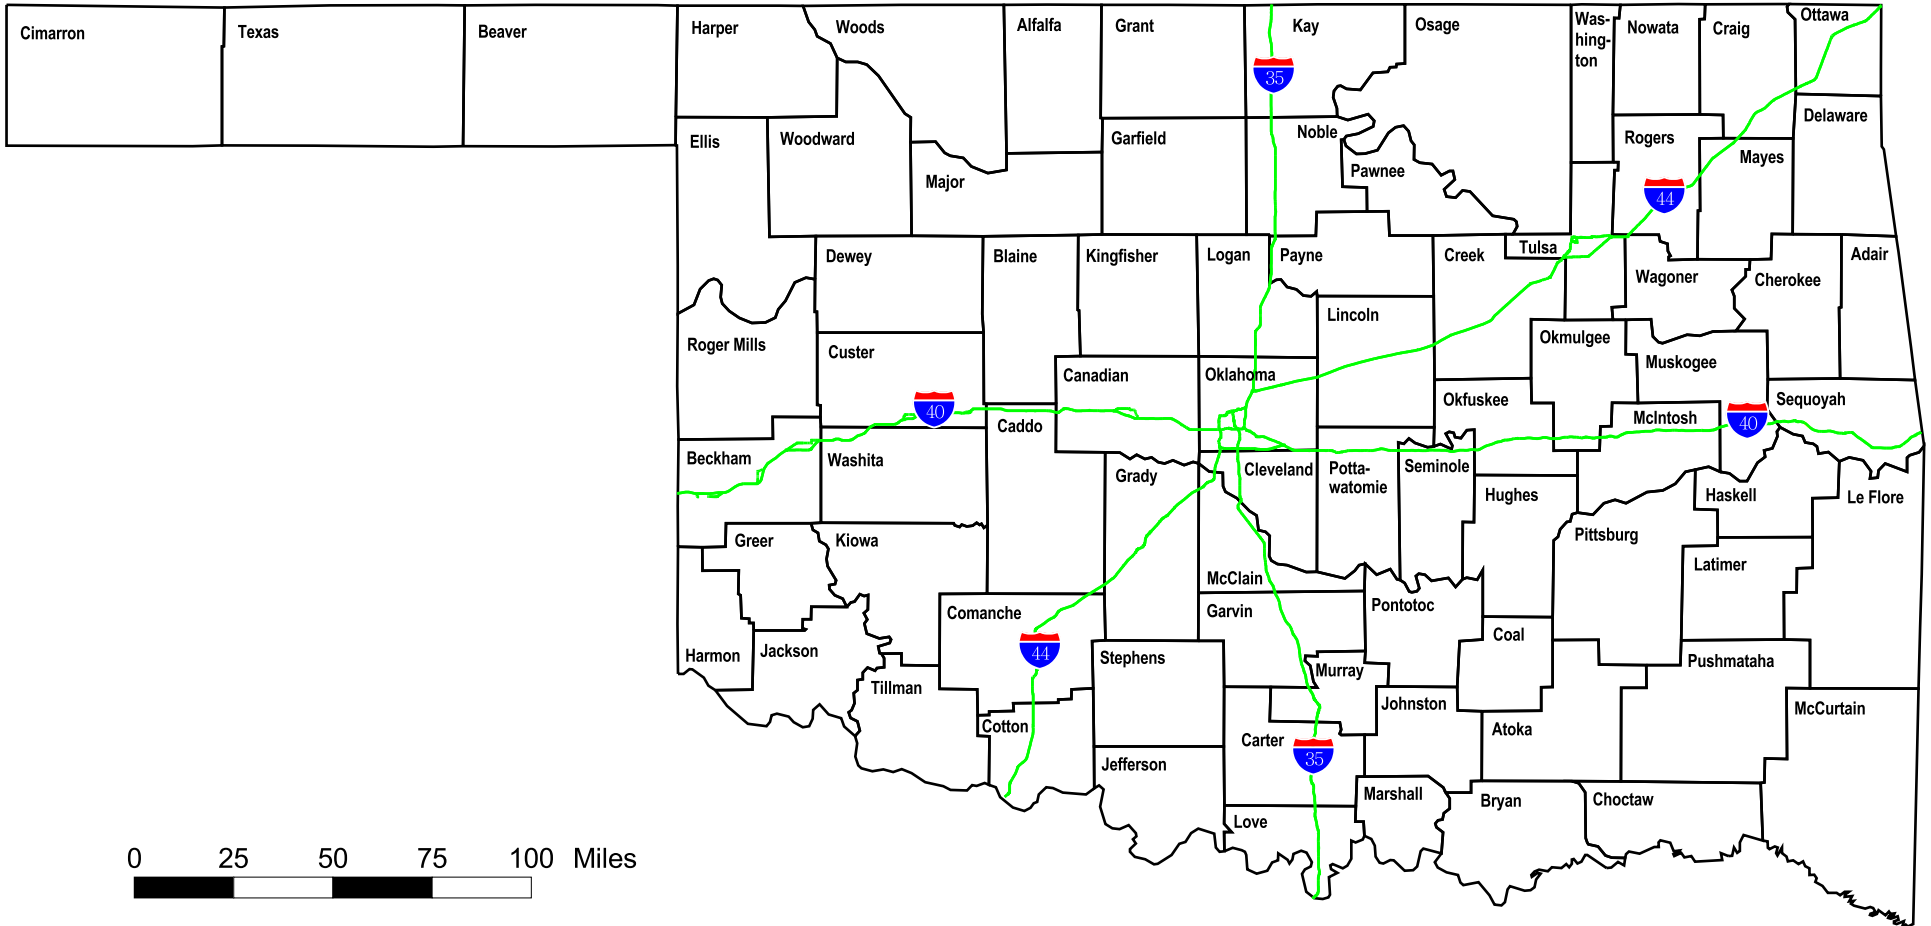 Cimarron
Texas
Beaver
Harper
Woods
Alfalfa
Grant
Kay
Osage
Was-
hing-
ton
Nowata
Craig
Ottawa
35
Ellis
Woodward
Major
Garfield
Noble
Pawnee
Rogers
Mayes
Delaware
44
Dewey
Blaine
Kingfisher
Logan
Payne
Creek
Tulsa
Wagoner
Cherokee
Adair
Roger Mills
Custer
Canadian
Oklahoma
Lincoln
Okmulgee
Muskogee
40
Caddo
Okfuskee
McIntosh
40
Sequoyah
Beckham
Washita
Grady
Cleveland
Potta-
watomie
Seminole
Hughes
Haskell
Le Flore
Greer
Kiowa
McClain
Pittsburg
Latimer
Comanche
Garvin
Pontotoc
Coal
Harmon
Jackson
44
Stephens
Murray
Pushmataha
Tillman
Cotton
Carter
Johnston
Atoka
McCurtain
35
Jefferson
Love
Marshall
Bryan
Choctaw
0 25 50 75 100 Miles